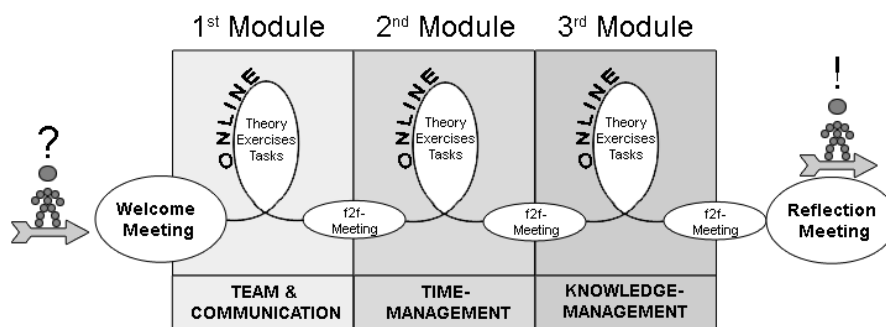 1st Module
2nd Module
3rd Module
?
!
ONLINE
Theory
Exercises
Tasks
ONLINE
Theory
Exercises
Tasks
ONLINE
Theory
Exercises
Tasks
Welcome
Meeting
f2f-
Meeting
f2f-
Meeting
f2f-
Meeting
Reflection
Meeting
TEAM &
COMMUNICATION
TIME-
MANAGEMENT
KNOWLEDGE-
MANAGEMENT